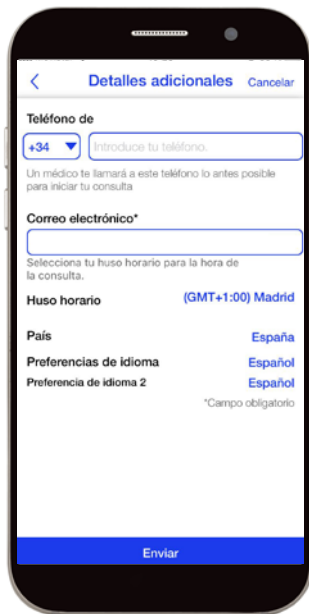 Detalles adicionales
Cancelar
Teléfono de
+34
Introduce tu teléfono.
Un médico te llamará a este teléfono lo antes posible
para iniciar tu consulta
Correo electrónico*
Selecciona tu huso horario para la hora de
la consulta.
Huso horario (GMT+1:00) Madrid
País España
Preferencias de idioma Español
Preferencia de idioma 2 Español
*Campo obligatorio
Enviar